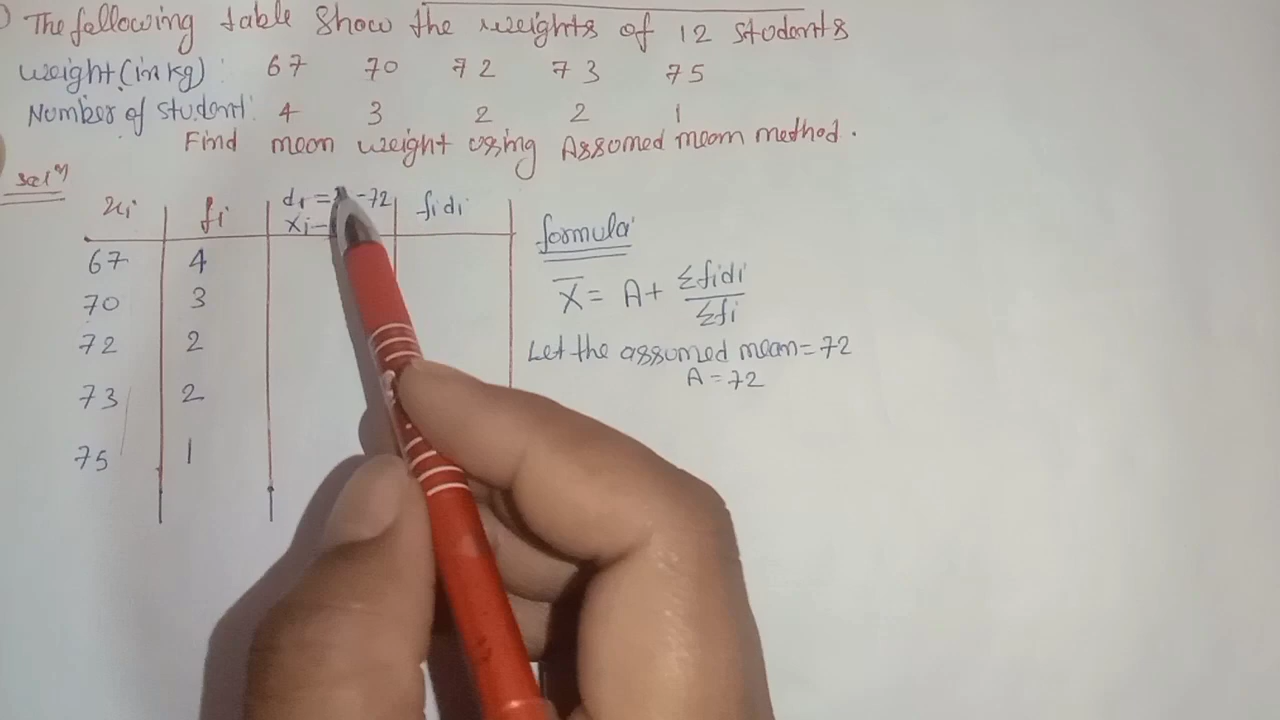 The following table Show the weights of 12 students
Weight (in kg) : 67 70 72 73 75
Number of student: 4 3 2 2 1
Find mean weight using Assumed mean method.
Solⁿ
xi fi di = -72 fidi
xi-
67 4
70 3
72 2
73 2
75 1
formula
X̄ = A + Σfidi
Σfi
Let the assumed mean = 72
A = 72